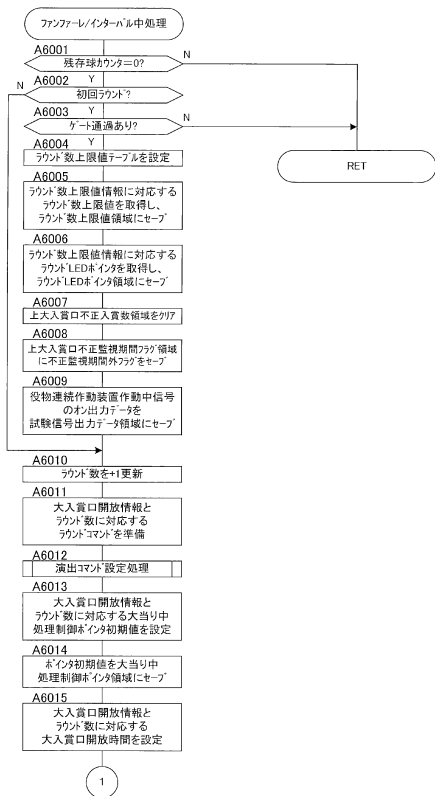 ファンファーレ/インターバル中処理
A6001
残存球カウンタ=0?
N
A6002
Y
N
初回ラウンド?
A6003
Y
N
ゲート通過あり?
A6004
Y
ラウンド数上限値テーブルを設定
RET
A6005
ラウンド数上限値情報に対応する
ラウンド数上限値を取得し、
ラウンド数上限値領域にセーブ
A6006
ラウンド数上限値情報に対応する
ラウンドLEDポインタを取得し、
ラウンドLEDポインタ領域にセーブ
A6007
上大入賞口不正入賞数領域をクリア
A6008
上大入賞口不正監視期間フラグ領域
に不正監視期間外フラグをセーブ
A6009
役物連続作動装置作動中信号
のオン出力データを
試験信号出力データ領域にセーブ
A6010
ラウンド数を+1更新
A6011
大入賞口開放情報と
ラウンド数に対応する
ラウンドコマンドを準備
A6012
演出コマンド設定処理
A6013
大入賞口開放情報と
ラウンド数に対応する大当り中
処理制御ポインタ初期値を設定
A6014
ポインタ初期値を大当り中
処理制御ポインタ領域にセーブ
A6015
大入賞口開放情報と
ラウンド数に対応する
大入賞口開放時間を設定
1